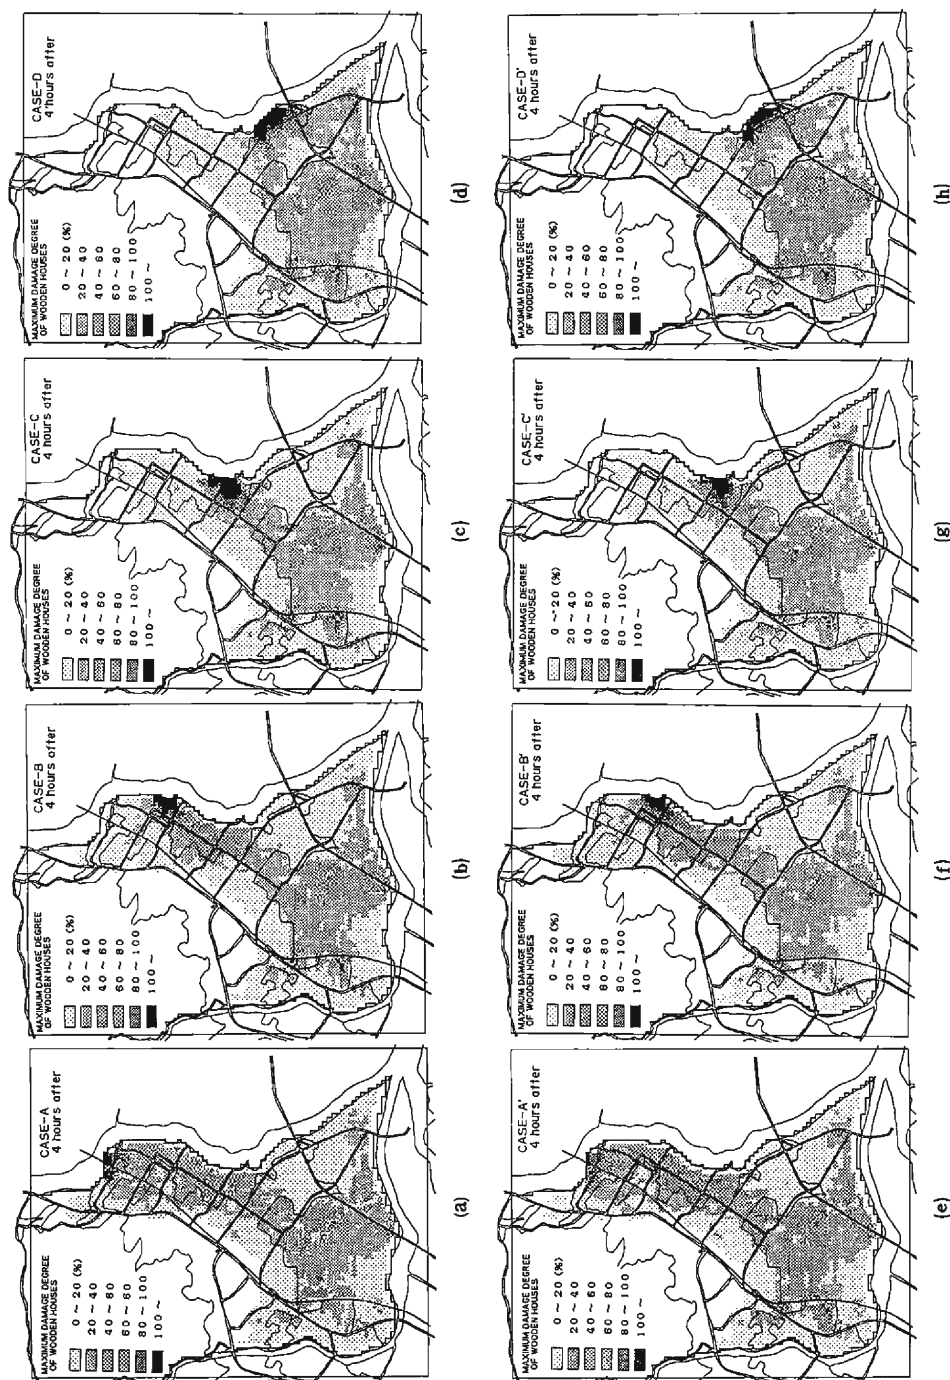 CASE-A
4 hours after
MAXIMUM DAMAGE DEGREE
OF WOODEN HOUSES
0 ~ 20 (%)
20 ~ 40
40 ~ 60
60 ~ 80
80 ~ 100
100 ~
(a)
CASE-B
4 hours after
MAXIMUM DAMAGE DEGREE
OF WOODEN HOUSES
0 ~ 20 (%)
20 ~ 40
40 ~ 60
60 ~ 80
80 ~ 100
100 ~
(b)
CASE-C
4 hours after
MAXIMUM DAMAGE DEGREE
OF WOODEN HOUSES
0 ~ 20 (%)
20 ~ 40
40 ~ 60
60 ~ 80
80 ~ 100
100 ~
(c)
CASE-D
4 hours after
MAXIMUM DAMAGE DEGREE
OF WOODEN HOUSES
0 ~ 20 (%)
20 ~ 40
40 ~ 60
60 ~ 80
80 ~ 100
100 ~
(d)
CASE-A'
4 hours after
MAXIMUM DAMAGE DEGREE
OF WOODEN HOUSES
0 ~ 20 (%)
20 ~ 40
40 ~ 60
60 ~ 80
80 ~ 100
100 ~
(e)
CASE-B'
4 hours after
MAXIMUM DAMAGE DEGREE
OF WOODEN HOUSES
0 ~ 20 (%)
20 ~ 40
40 ~ 60
60 ~ 80
80 ~ 100
100 ~
(f)
CASE-C'
4 hours after
MAXIMUM DAMAGE DEGREE
OF WOODEN HOUSES
0 ~ 20 (%)
20 ~ 40
40 ~ 60
60 ~ 80
80 ~ 100
100 ~
(g)
CASE-D'
4 hours after
MAXIMUM DAMAGE DEGREE
OF WOODEN HOUSES
0 ~ 20 (%)
20 ~ 40
40 ~ 60
60 ~ 80
80 ~ 100
100 ~
(h)